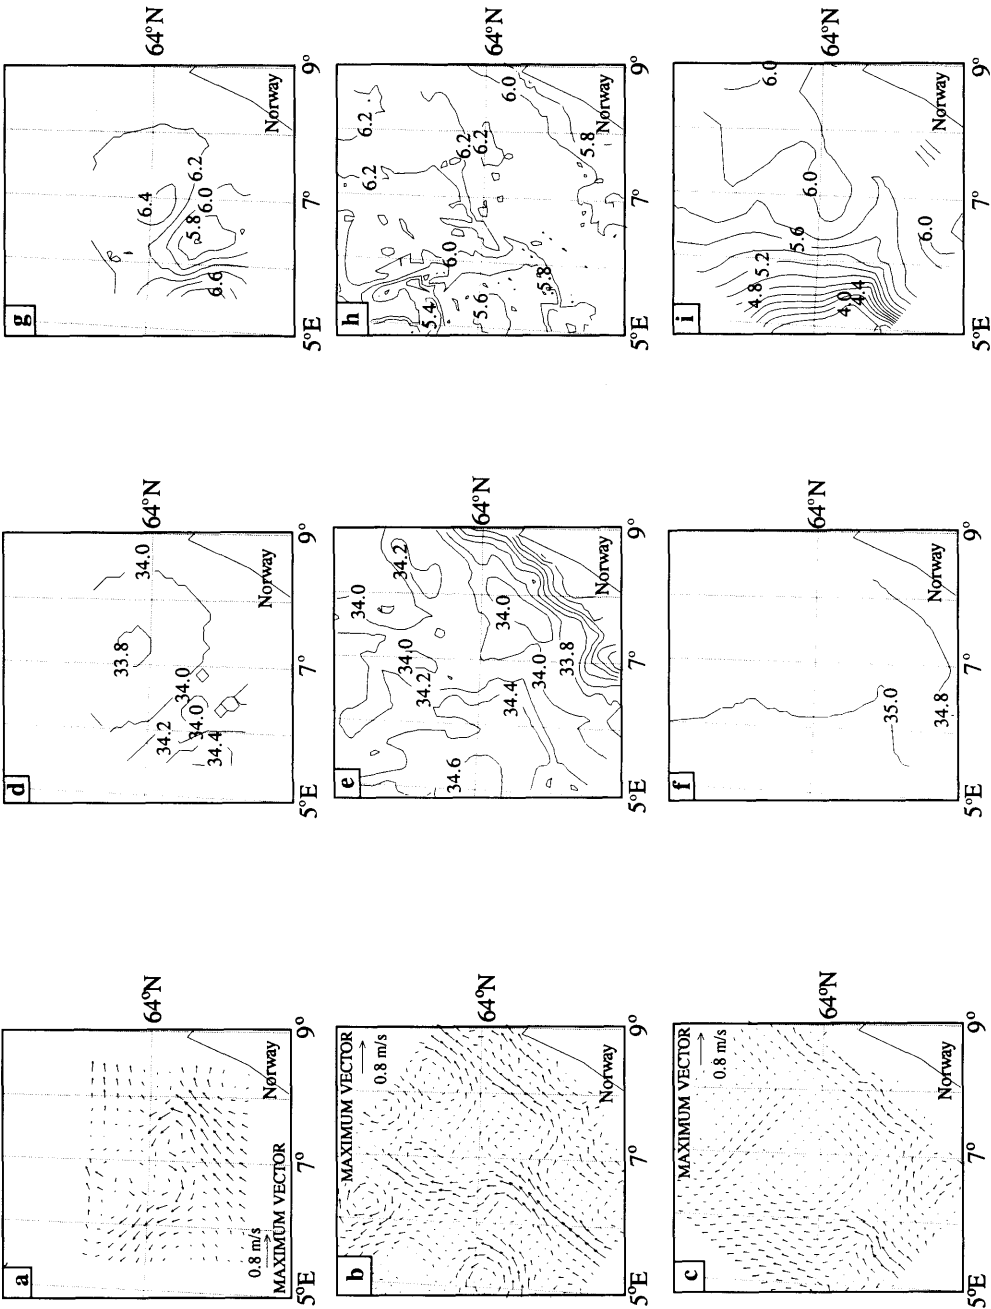 a
64°N
Norway
0.8 m/s
MAXIMUM VECTOR
5°E
7°
9°
d
34.0
33.8
34.0
34.2
34.0
34.4
64°N
Norway
5°E
7°
9°
g
6.4
6.2
6.0
5.8
6.6
64°N
Norway
5°E
7°
9°
b
MAXIMUM VECTOR
0.8 m/s
64°N
Norway
5°E
7°
9°
e
34.2
34.0
34.0
34.2
34.0
34.0
33.8
34.4
34.6
64°N
Norway
5°E
7°
9°
h
6.2
6.2
6.2
6.2
6.0
6.0
5.4
5.6
5.8
5.8
64°N
Norway
5°E
7°
9°
c
MAXIMUM VECTOR
0.8 m/s
64°N
Norway
5°E
7°
9°
f
35.0
34.8
64°N
Norway
5°E
7°
9°
i
6.0
6.0
5.6
5.2
4.8
4.0
4.4
6.0
64°N
Norway
5°E
7°
9°